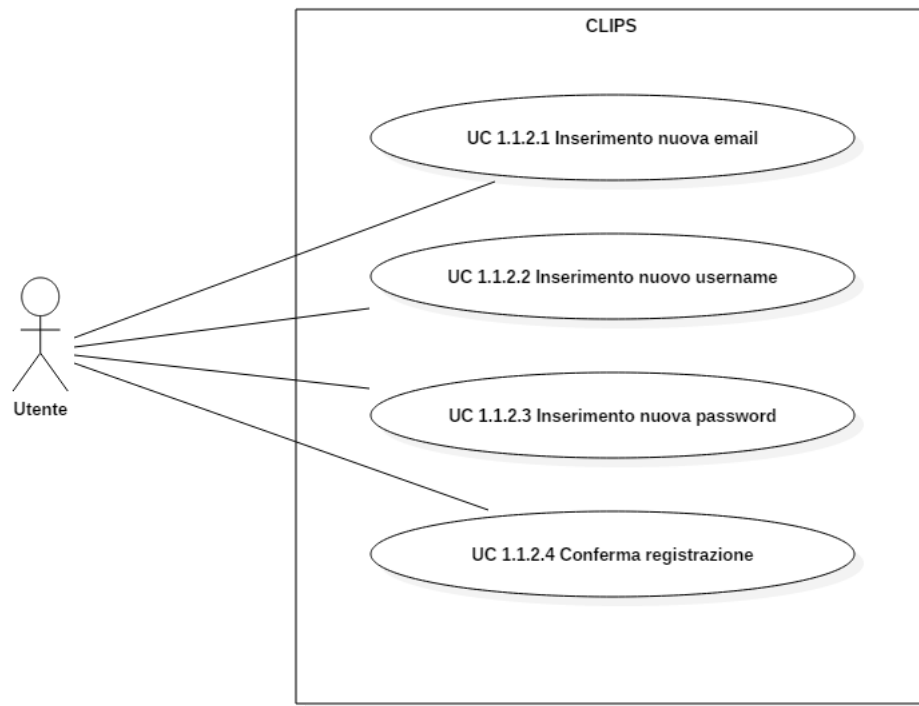 CLIPS
UC 1.1.2.1 Inserimento nuova email
UC 1.1.2.2 Inserimento nuovo username
Utente
UC 1.1.2.3 Inserimento nuova password
UC 1.1.2.4 Conferma registrazione